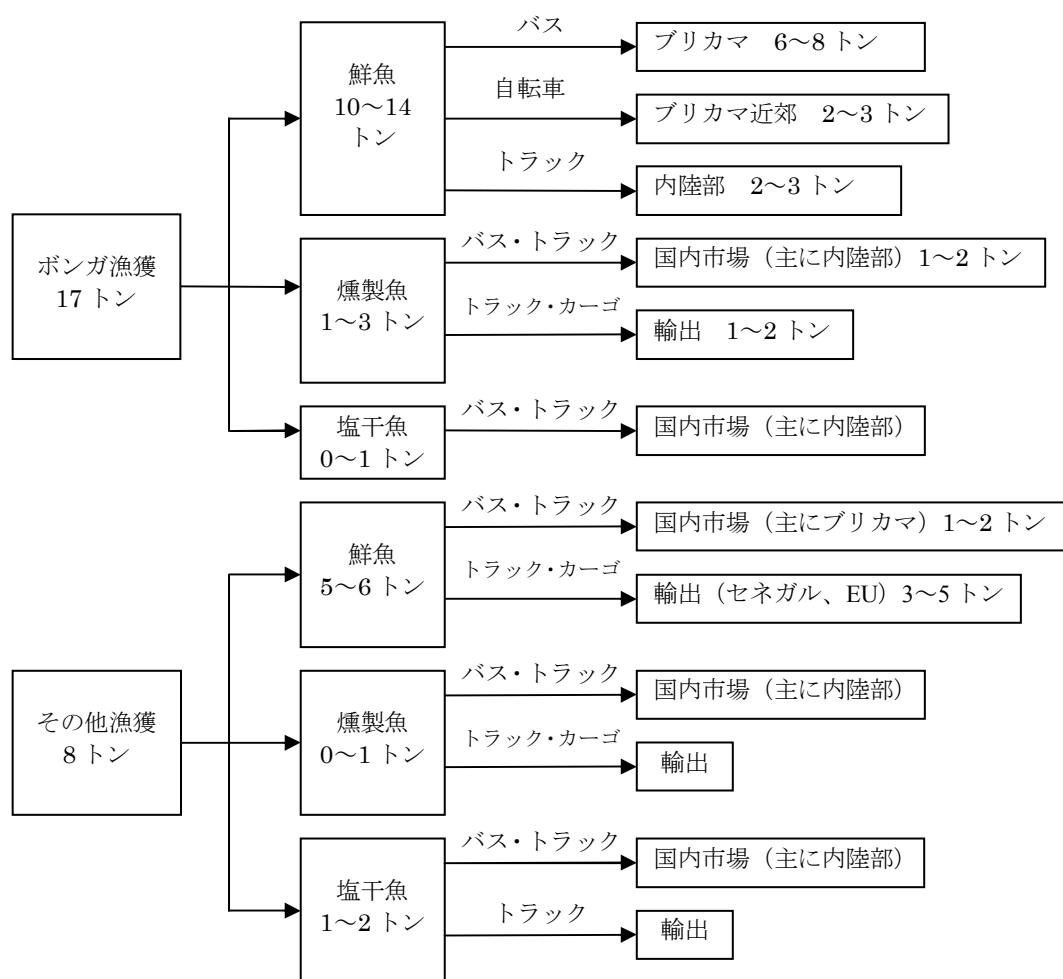 バス
ブリカマ　6～8 トン
鮮魚
10～14
トン
自転車
ブリカマ近郊　2～3 トン
トラック
内陸部　2～3 トン
ボンガ漁獲
17 トン
燻製魚
1～3 トン
バス・トラック
国内市場（主に内陸部）1～2 トン
トラック・カーゴ
輸出　1～2 トン
塩干魚
0～1 トン
バス・トラック
国内市場（主に内陸部）
鮮魚
5～6 トン
バス・トラック
国内市場（主にブリカマ）1～2 トン
トラック・カーゴ
輸出（セネガル、EU）3～5 トン
その他漁獲
8 トン
燻製魚
0～1 トン
バス・トラック
国内市場（主に内陸部）
トラック・カーゴ
輸出
塩干魚
1～2 トン
バス・トラック
国内市場（主に内陸部）
トラック
輸出